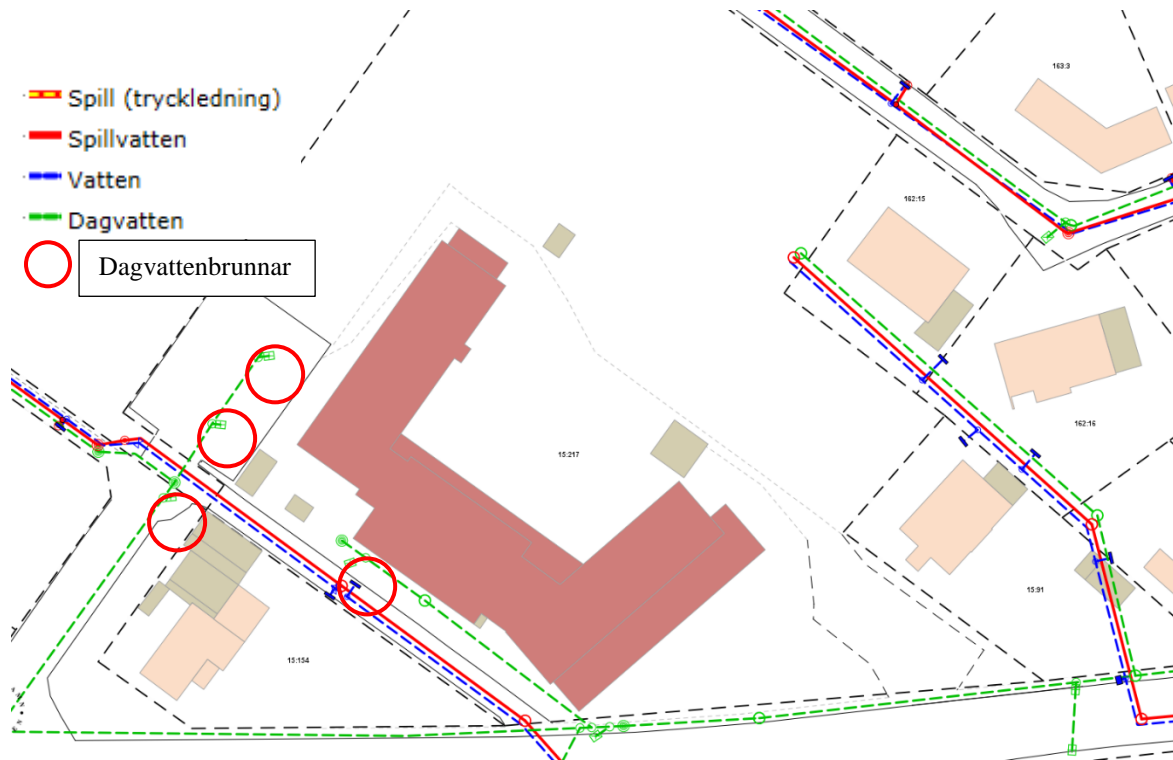 Spill (tryckledning)
Spillvatten
Vatten
Dagvatten
Dagvattenbrunnar
163:3
162:15
162:16
15:217
15:91
15:154